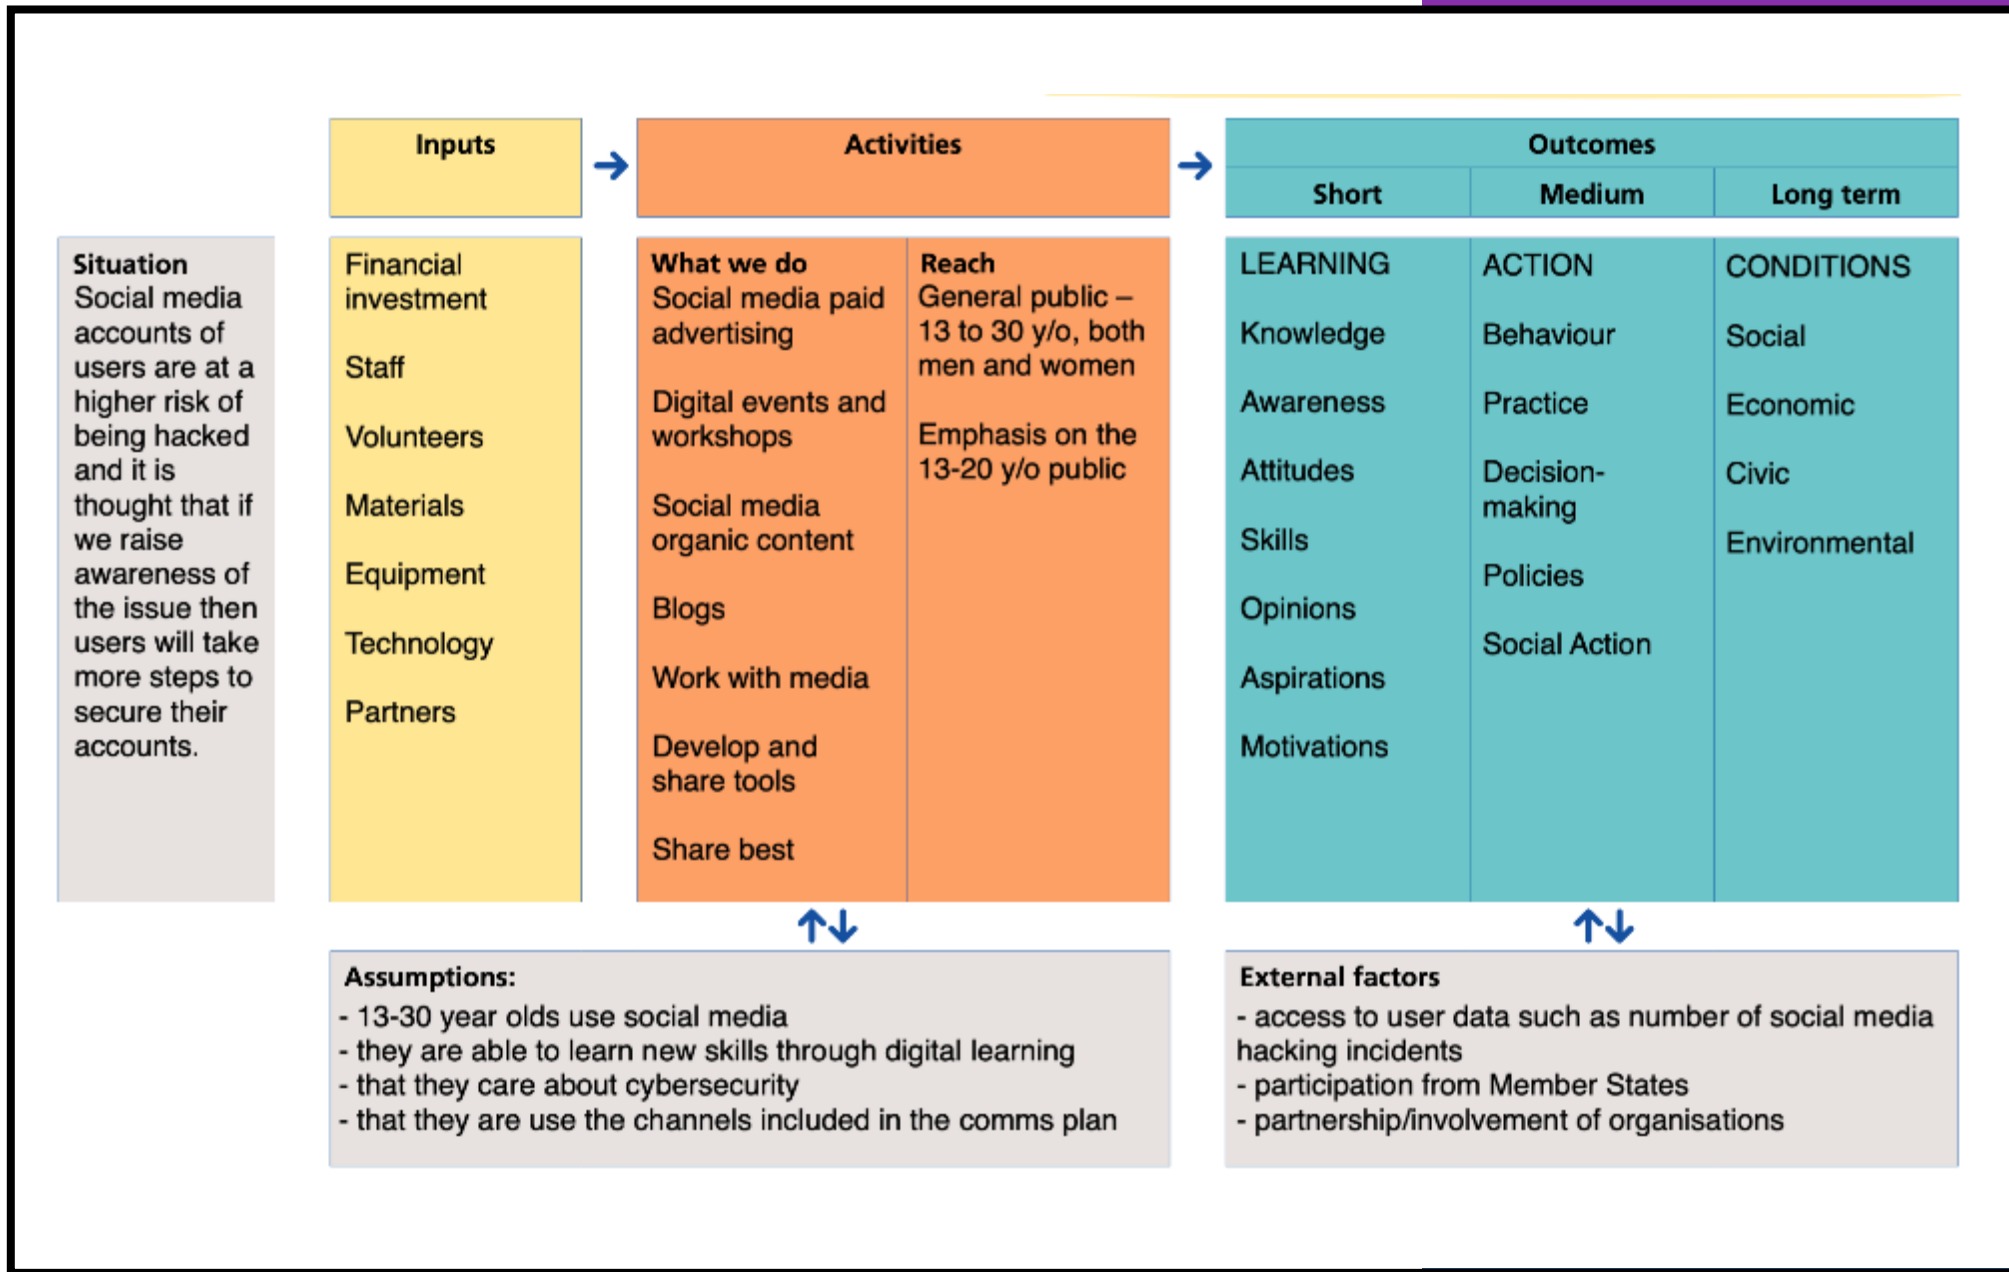 Inputs
Activities
Outcomes
Short
Medium
Long term
Situation
Social media
accounts of
users are at a
higher risk of
being hacked
and it is
thought that if
we raise
awareness of
the issue then
users will take
more steps to
secure their
accounts.
Financial
investment
Staff
Volunteers
Materials
Equipment
Technology
Partners
What we do
Social media paid
advertising
Digital events and
workshops
Social media
organic content
Blogs
Work with media
Develop and
share tools
Share best
Reach
General public –
13 to 30 y/o, both
men and women
Emphasis on the
13-20 y/o public
LEARNING
Knowledge
Awareness
Attitudes
Skills
Opinions
Aspirations
Motivations
ACTION
Behaviour
Practice
Decision-
making
Policies
Social Action
CONDITIONS
Social
Economic
Civic
Environmental
Assumptions:
- 13-30 year olds use social media
- they are able to learn new skills through digital learning
- that they care about cybersecurity
- that they are use the channels included in the comms plan
External factors
- access to user data such as number of social media
hacking incidents
- participation from Member States
- partnership/involvement of organisations